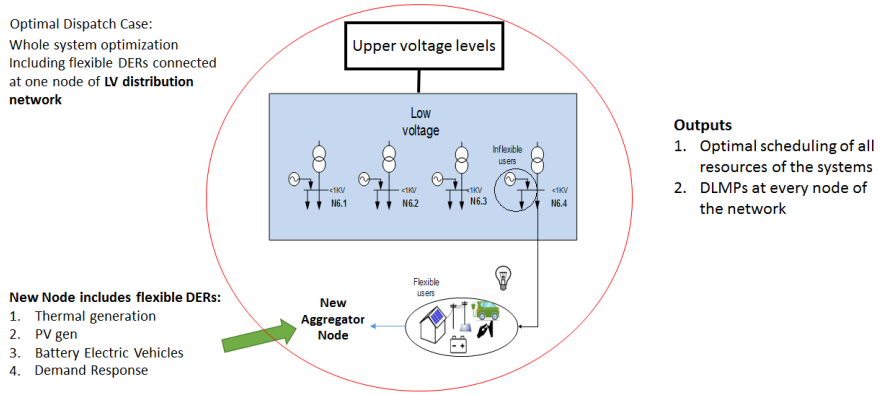 Optimal Dispatch Case:
Whole system optimization
Including flexible DERs connected
at one node of LV distribution
network
Upper voltage levels
Low
voltage
Inflexible
users
<1KV
N6.1
<1KV
N6.2
<1KV
N6.3
<1KV
N6.4
Outputs
1. Optimal scheduling of all
resources of the systems
2. DLMPs at every node of
the network
New Node includes flexible DERs:
1. Thermal generation
2. PV gen
3. Battery Electric Vehicles
4. Demand Response
New
Aggregator
Node
Flexible
users